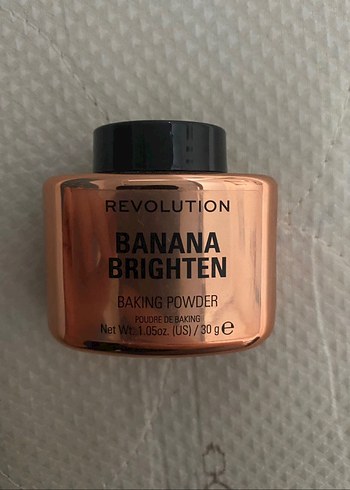 REVOLUTION
BANANA
BRIGHTEN
BAKING POWDER
POUDRE DE BAKING
Net Wt. 1.05oz. (US) / 30 g e